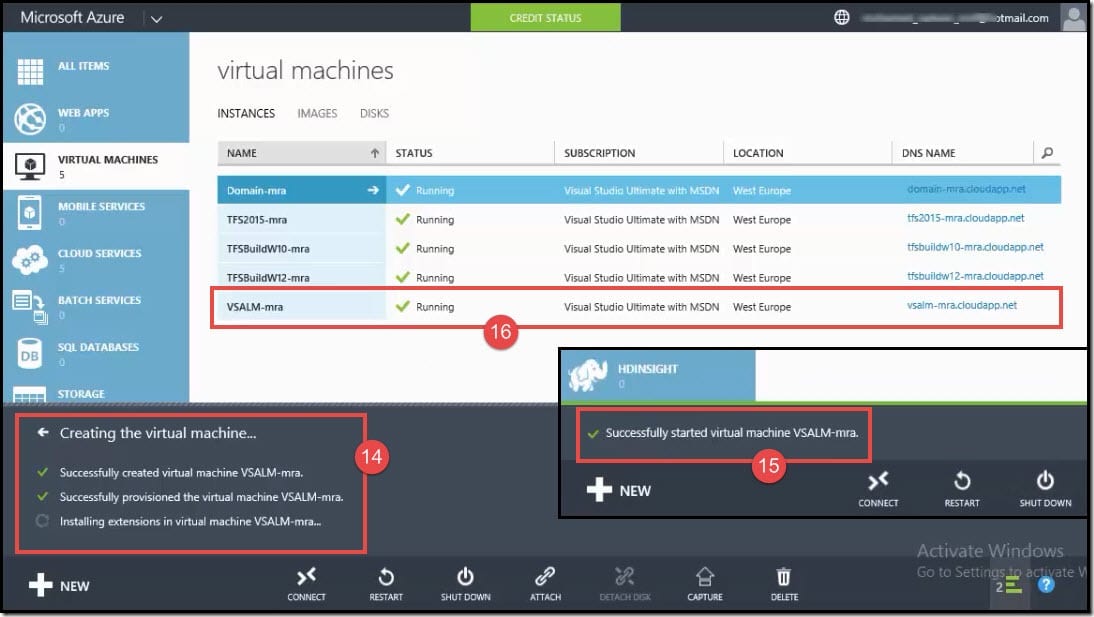 Microsoft Azure
CREDIT STATUS
otmail.com
ALL ITEMS
WEB APPS
0
VIRTUAL MACHINES
5
MOBILE SERVICES
0
CLOUD SERVICES
5
BATCH SERVICES
0
SQL DATABASES
0
DB
STORAGE
virtual machines
INSTANCES IMAGES DISKS
NAME STATUS SUBSCRIPTION LOCATION DNS NAME
Domain-mra Running Visual Studio Ultimate with MSDN West Europe domain-mra.cloudapp.net
TFS2015-mra Running Visual Studio Ultimate with MSDN West Europe tfs2015-mra.cloudapp.net
TFSBuildW10-mra Running Visual Studio Ultimate with MSDN West Europe tfsbuildw10-mra.cloudapp.net
TFSBuildW12-mra Running Visual Studio Ultimate with MSDN West Europe tfsbuildw12-mra.cloudapp.net
VSALM-mra Running Visual Studio Ultimate with MSDN West Europe vsalm-mra.cloudapp.net
16
HDINSIGHT
0
Successfully started virtual machine VSALM-mra.
15
NEW
CONNECT RESTART SHUT DOWN
Creating the virtual machine...
14
Successfully created virtual machine VSALM-mra.
Successfully provisioned the virtual machine VSALM-mra.
Installing extensions in virtual machine VSALM-mra...
Activate Windows
Go to Settings to activate W
NEW
CONNECT RESTART SHUT DOWN ATTACH DETACH DISK CAPTURE DELETE
2
?